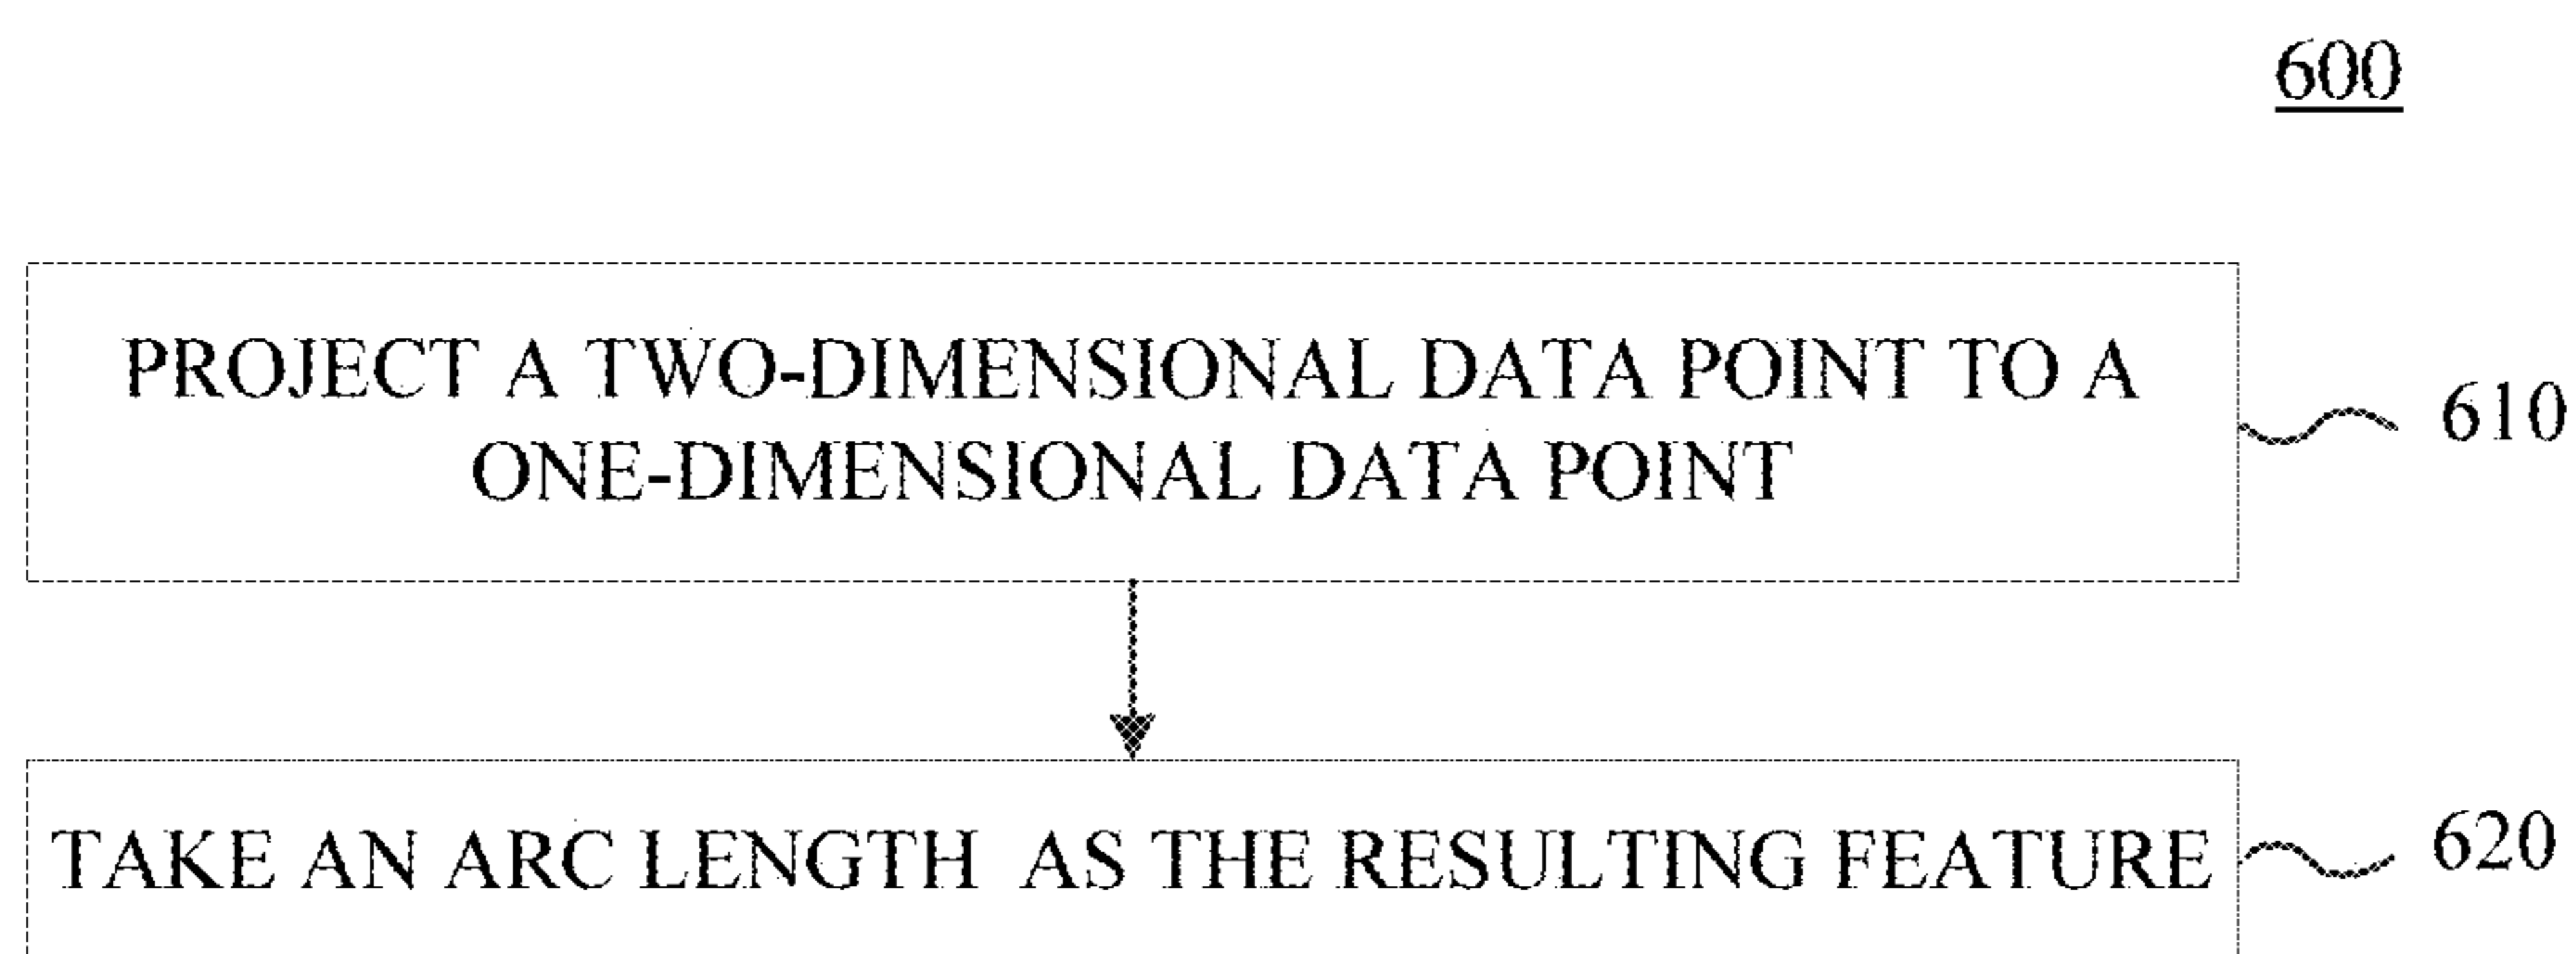 600
PROJECT A TWO-DIMENSIONAL DATA POINT TO A
ONE-DIMENSIONAL DATA POINT
610
TAKE AN ARC LENGTH AS THE RESULTING FEATURE
620